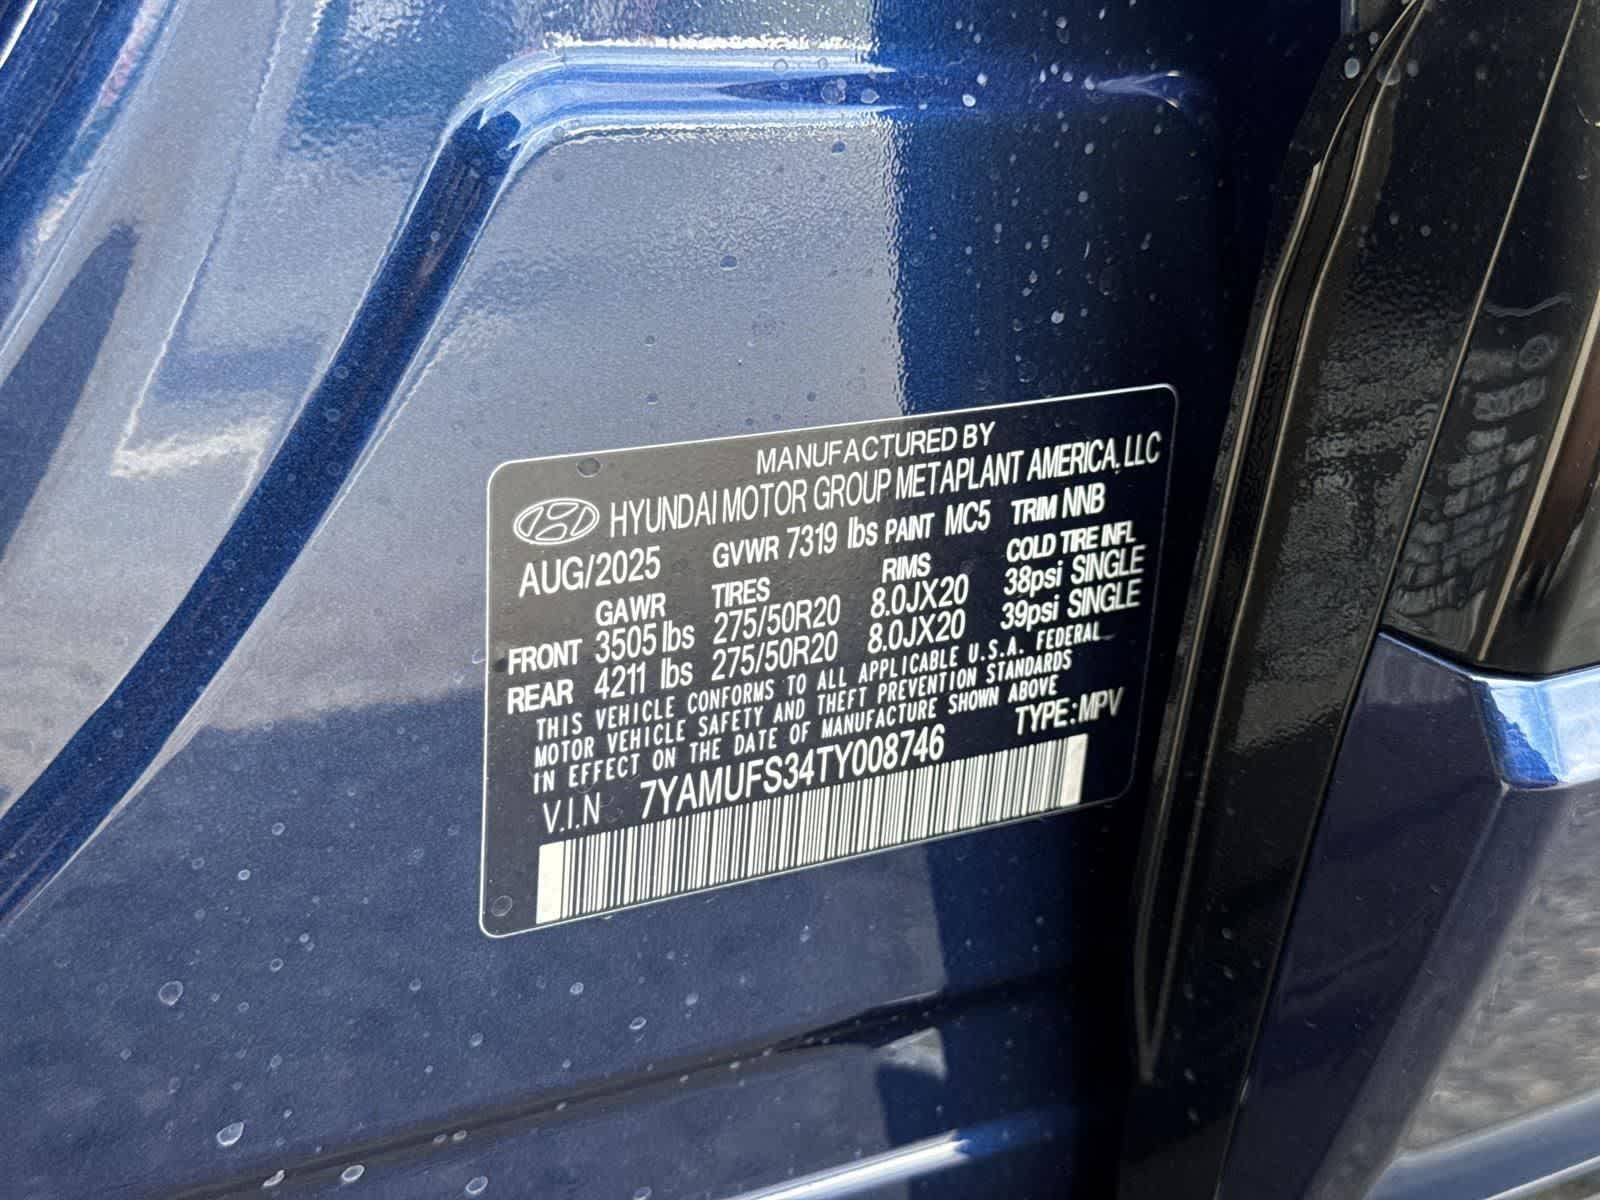 MANUFACTURED BY
HYUNDAI MOTOR GROUP METAPLANT AMERICA, LLC
AUG/2025 GVWR 7319 lbs PAINT MC5 TRIM NNB
GAWR TIRES RIMS COLD TIRE INFL
FRONT 3505 lbs 275/50R20 8.0JX20 38psi SINGLE
REAR 4211 lbs 275/50R20 8.0JX20 39psi SINGLE
THIS VEHICLE CONFORMS TO ALL APPLICABLE U.S.A. FEDERAL
MOTOR VEHICLE SAFETY AND THEFT PREVENTION STANDARDS
IN EFFECT ON THE DATE OF MANUFACTURE SHOWN ABOVE
V.I.N 7YAMUFS34TY008746 TYPE: MPV